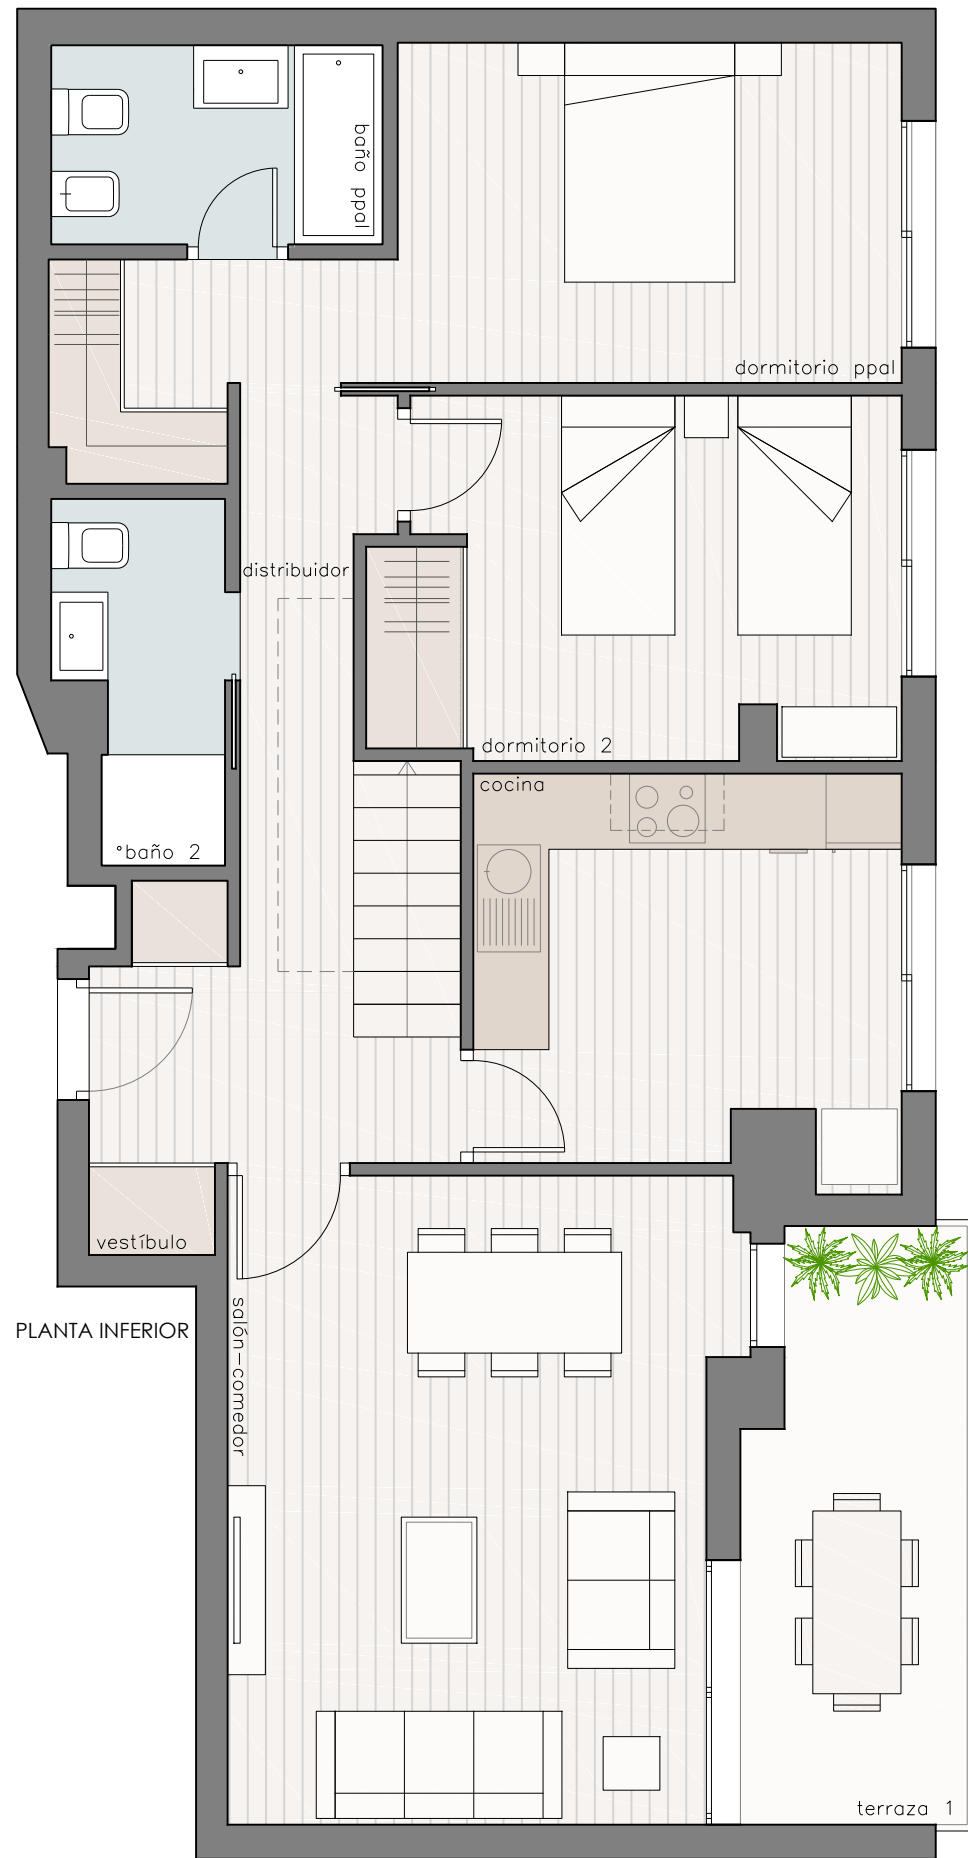 baño ppal
dormitorio ppal
distribuidor
dormitorio 2
cocina
baño 2
vestíbulo
PLANTA INFERIOR
salón-comedor
terraza 1